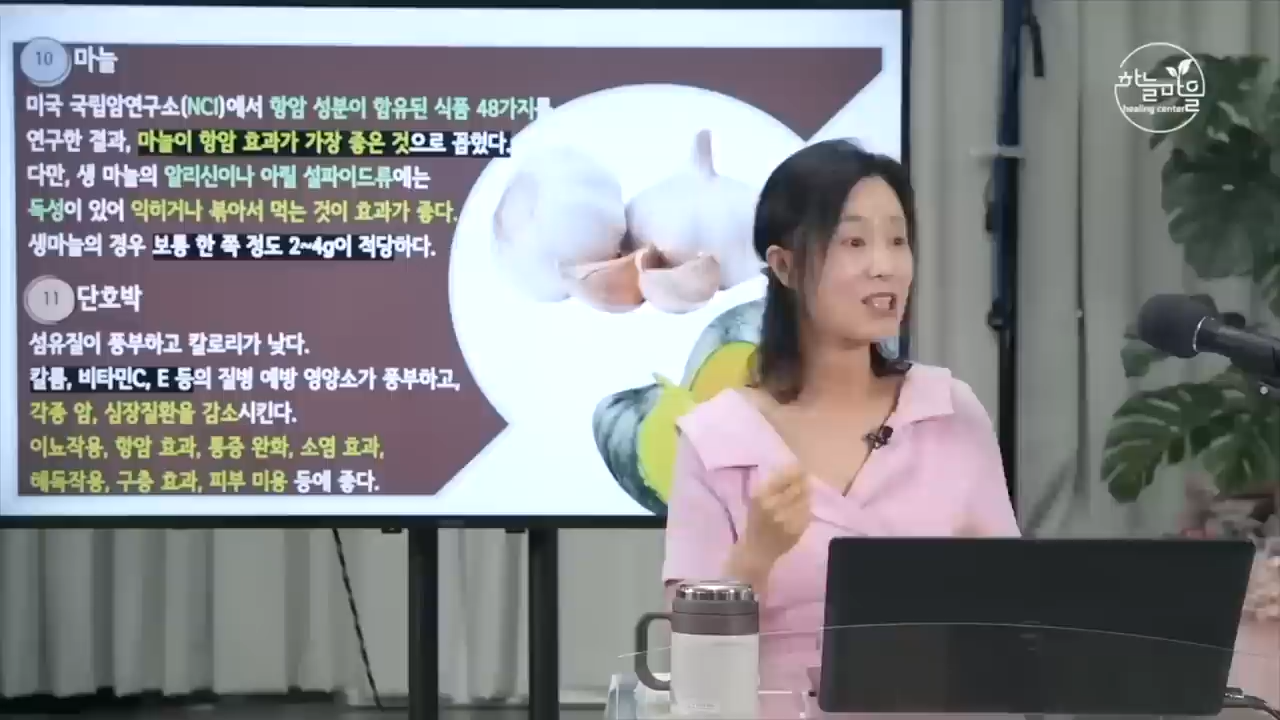 10 마늘
미국 국립암연구소(NCI)에서 항암 성분이 함유된 식품 48가지를
연구한 결과, 마늘이 항암 효과가 가장 좋은 것으로 꼽혔다.
다만, 생 마늘의 알리신이나 아릴 설파이드류에는
독성이 있어 익히거나 볶아서 먹는 것이 효과가 좋다.
생마늘의 경우 보통 한 쪽 정도 2~4g이 적당하다.
11 단호박
섬유질이 풍부하고 칼로리가 낮다.
칼륨, 비타민C, E 등의 질병 예방 영양소가 풍부하고,
각종 암, 심장질환을 감소시킨다.
이뇨작용, 항암 효과, 통증 완화, 소염 효과,
해독작용, 구충 효과, 피부 미용 등에 좋다.
하늘마을
healing center